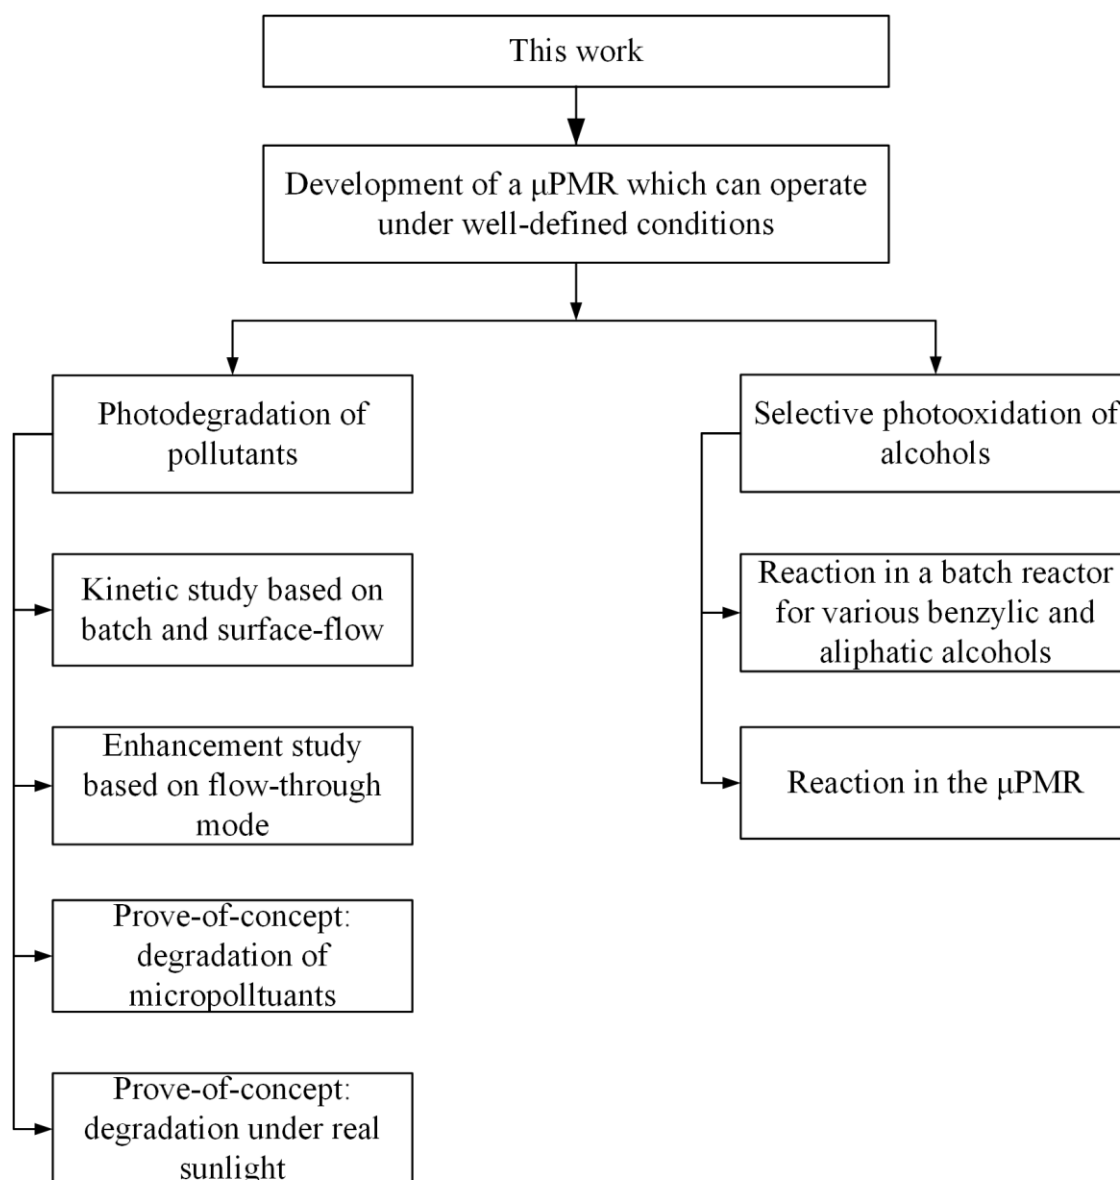 This work
Development of a μPMR which can operate
under well-defined conditions
Photodegradation of
pollutants
Kinetic study based on
batch and surface-flow
Enhancement study
based on flow-through
mode
Prove-of-concept:
degradation of
micropolltuants
Prove-of-concept:
degradation under real
sunlight
Selective photooxidation of
alcohols
Reaction in a batch reactor
for various benzylic and
aliphatic alcohols
Reaction in the μPMR